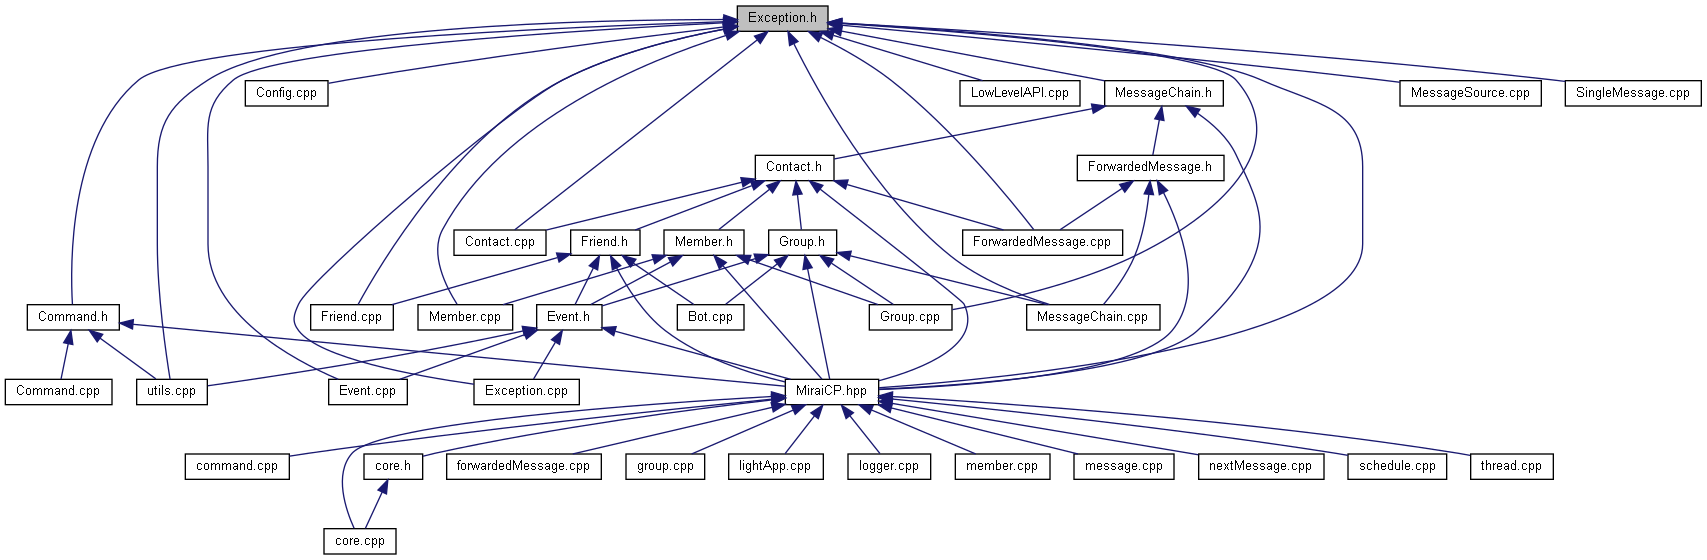 Exception.h
Config.cpp
LowLevelAPI.cpp
MessageChain.h
MessageSource.cpp
SingleMessage.cpp
Contact.h
ForwardedMessage.h
Contact.cpp
Friend.h
Member.h
Group.h
ForwardedMessage.cpp
Command.h
Friend.cpp
Member.cpp
Event.h
Bot.cpp
Group.cpp
MessageChain.cpp
Command.cpp
utils.cpp
Event.cpp
Exception.cpp
MiraiCP.hpp
command.cpp
core.h
forwardedMessage.cpp
group.cpp
lightApp.cpp
logger.cpp
member.cpp
message.cpp
nextMessage.cpp
schedule.cpp
thread.cpp
core.cpp